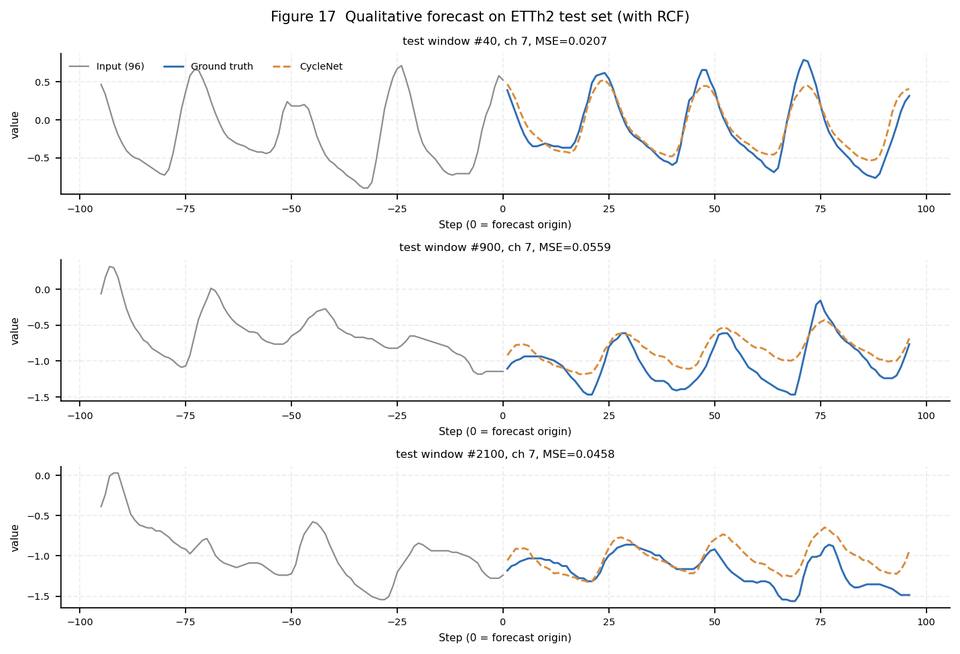 Figure 17  Qualitative forecast on ETTh2 test set (with RCF)
test window #40, ch 7, MSE=0.0207
Input (96)  Ground truth  CycleNet
0.5
0.0
−0.5
value
−100 −75 −50 −25 0 25 50 75 100
Step (0 = forecast origin)
test window #900, ch 7, MSE=0.0559
0.0
−0.5
−1.0
−1.5
value
−100 −75 −50 −25 0 25 50 75 100
Step (0 = forecast origin)
test window #2100, ch 7, MSE=0.0458
0.0
−0.5
−1.0
−1.5
value
−100 −75 −50 −25 0 25 50 75 100
Step (0 = forecast origin)